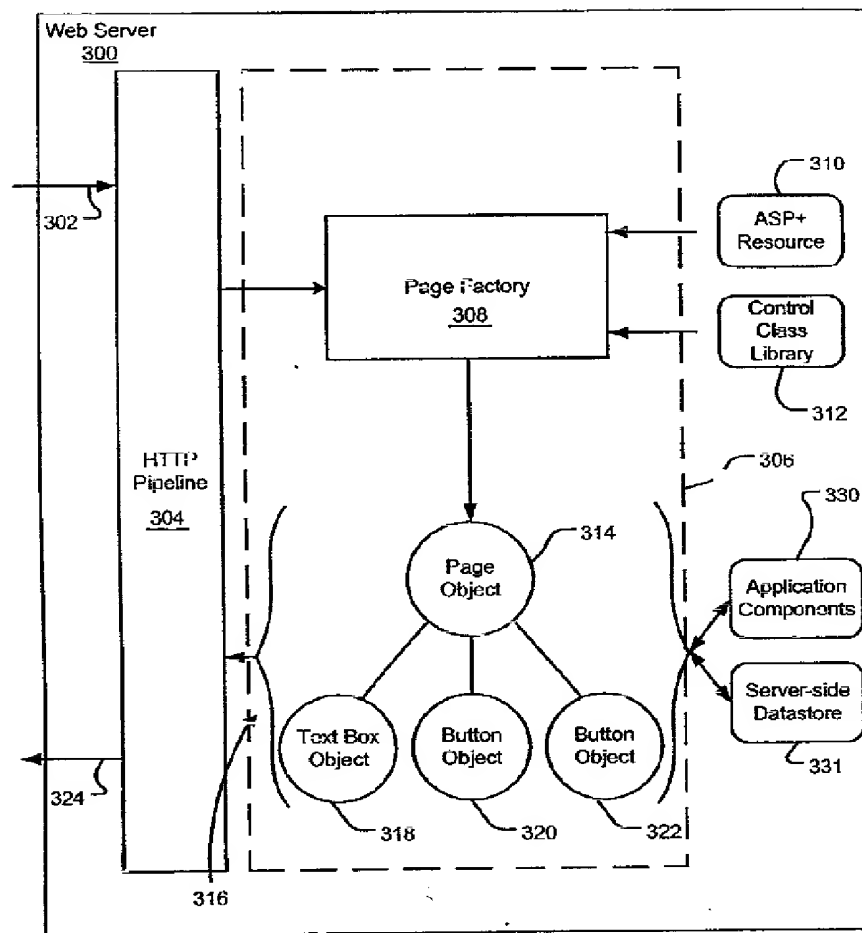 Web Server
300
302
310
ASP+
Resource
Page Factory
308
Control
Class
Library
312
306
HTTP
Pipeline
304
314
330
Page
Object
Application
Components
Text Box
Object
Button
Object
Button
Object
Server-side
Datastore
324
318
320
322
331
316